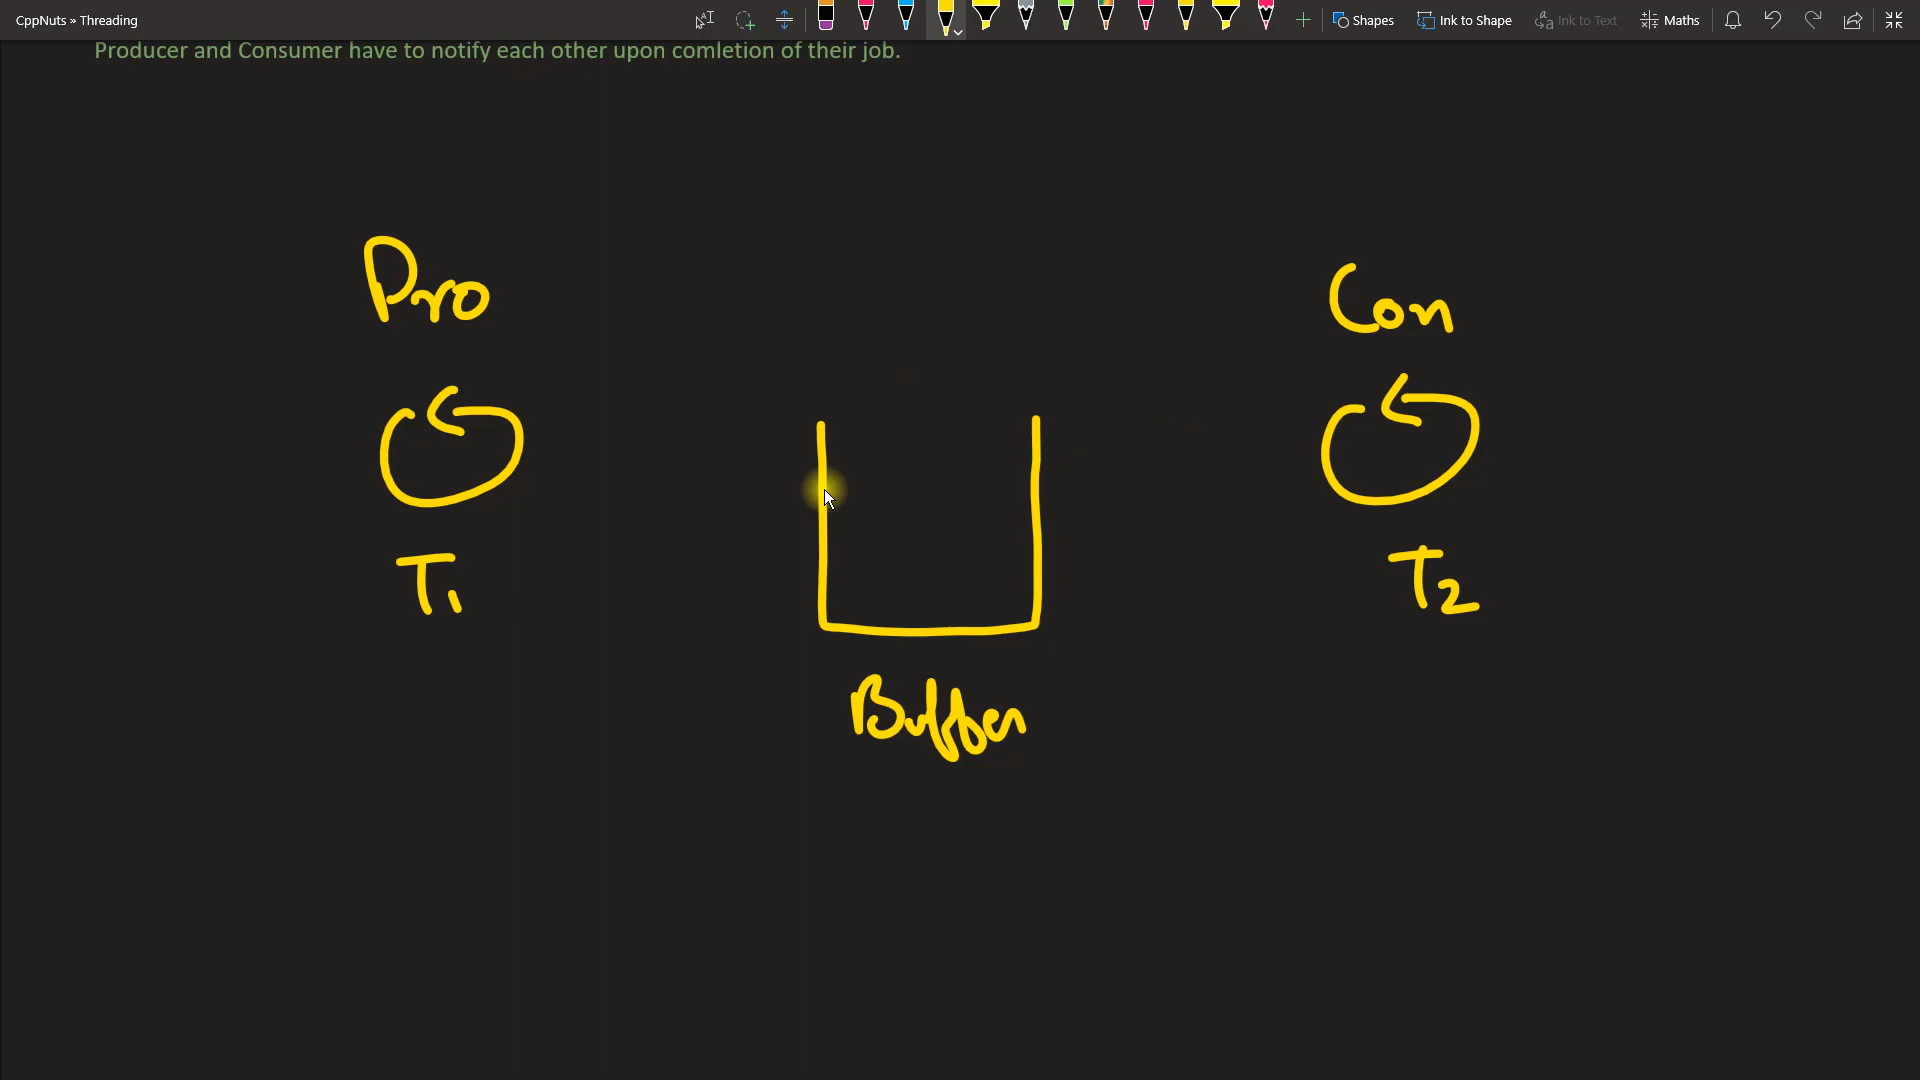 CppNuts » Threading
Shapes
Ink to Shape
Ink to Text
Maths
Producer and Consumer have to notify each other upon comletion of their job.
Pro
Con
T1
T2
Buffer